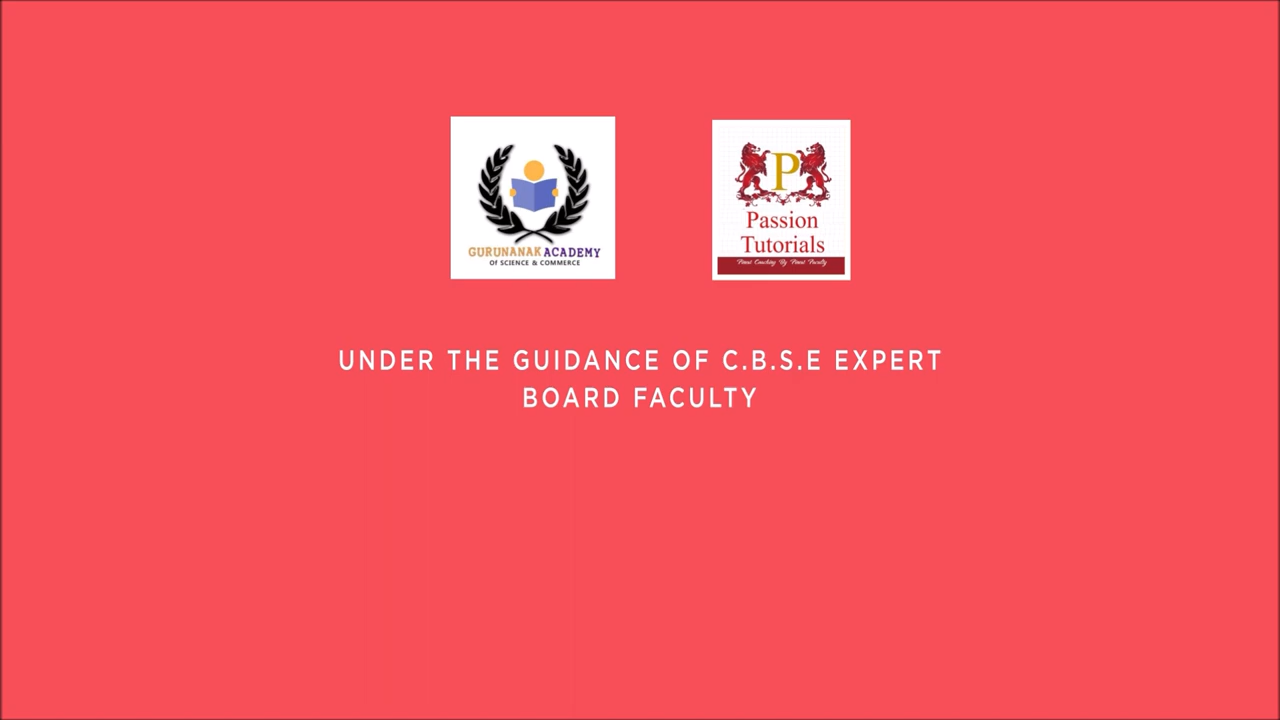 GURUNANAK ACADEMY
OF SCIENCE & COMMERCE
P
Passion
Tutorials
UNDER THE GUIDANCE OF C.B.S.E EXPERT
BOARD FACULTY